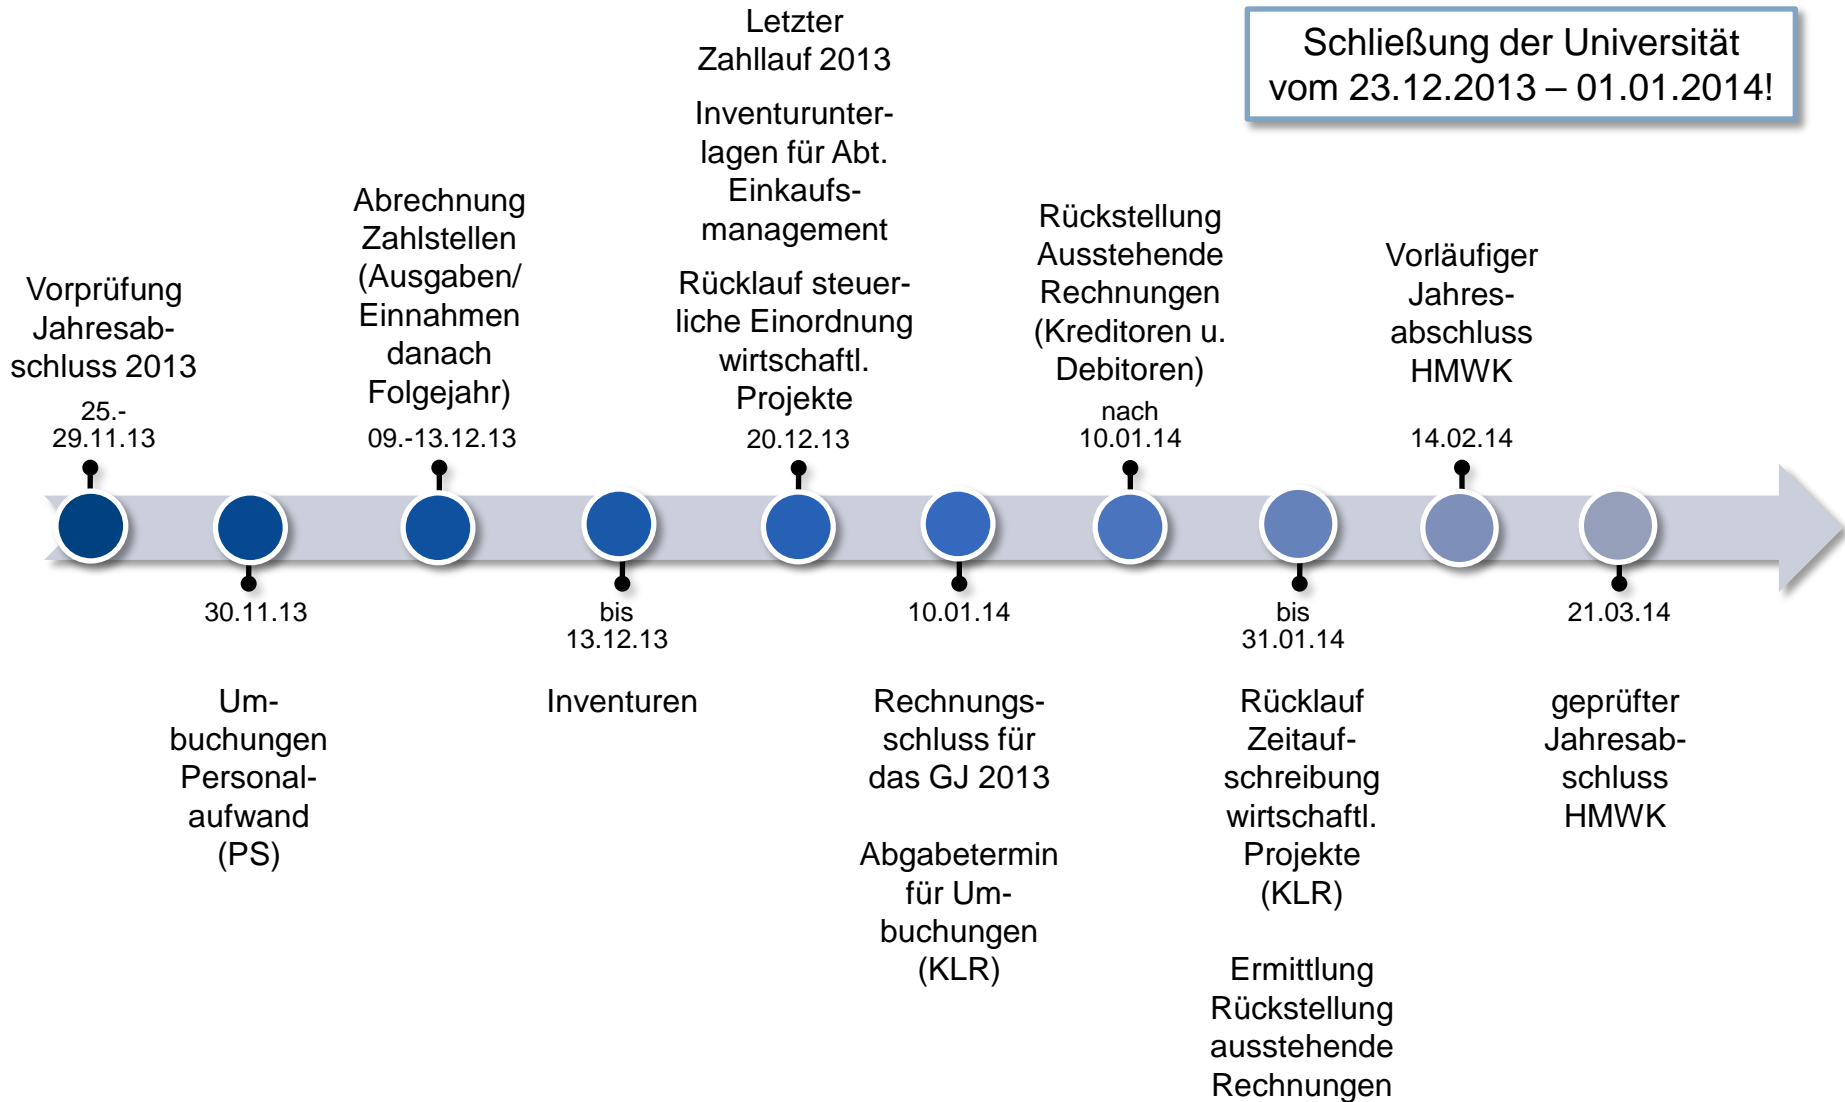 Schließung der Universität
vom 23.12.2013 – 01.01.2014!
Vorprüfung
Jahresab-
schluss 2013
25.-
29.11.13
30.11.13
Um-
buchungen
Personal-
aufwand
(PS)
Abrechnung
Zahlstellen
(Ausgaben/
Einnahmen
danach
Folgejahr)
09.-13.12.13
bis
13.12.13
Inventuren
Letzter
Zahllauf 2013
Inventurunter-
lagen für Abt.
Einkaufs-
management
Rücklauf steuer-
liche Einordnung
wirtschaftl.
Projekte
20.12.13
10.01.14
Rechnungs-
schluss für
das GJ 2013
Abgabetermin
für Um-
buchungen
(KLR)
Rückstellung
Ausstehende
Rechnungen
(Kreditoren u.
Debitoren)
nach
10.01.14
bis
31.01.14
Rücklauf
Zeitauf-
schreibung
wirtschaftl.
Projekte
(KLR)
Ermittlung
Rückstellung
ausstehende
Rechnungen
Vorläufiger
Jahres-
abschluss
HMWK
14.02.14
21.03.14
geprüfter
Jahresab-
schluss
HMWK